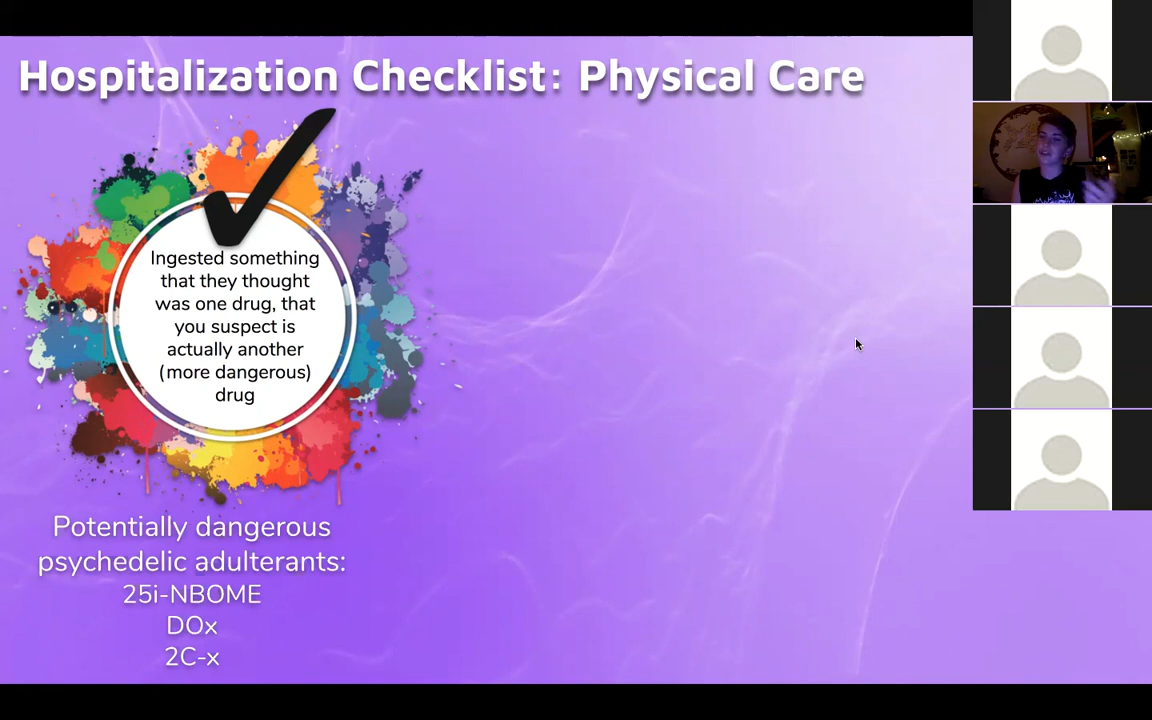 Hospitalization Checklist: Physical Care
Ingested something
that they thought
was one drug, that
you suspect is
actually another
(more dangerous)
drug
Potentially dangerous
psychedelic adulterants:
25i-NBOME
DOx
2C-x